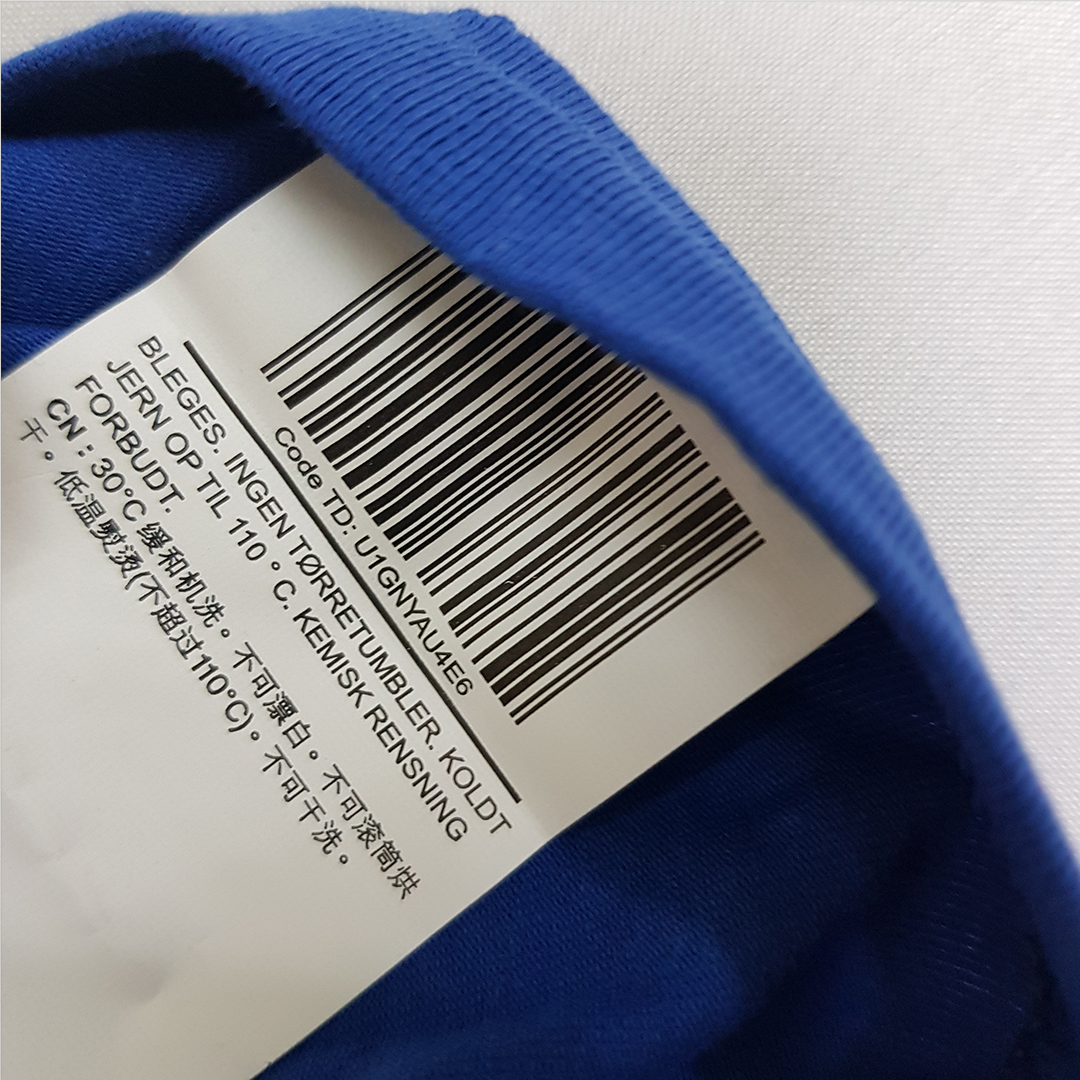 Code TD: U1GNYAU4E6
BLEGES. INGEN TØRRETUMBLER. KOLDT
JERN OP TIL 110 ° C. KEMISK RENSNING
FORBUDT.
CN : 30°C 缓和机洗。不可漂白。不可滚筒烘
干。低温熨烫(不超过110°C)。不可干洗。